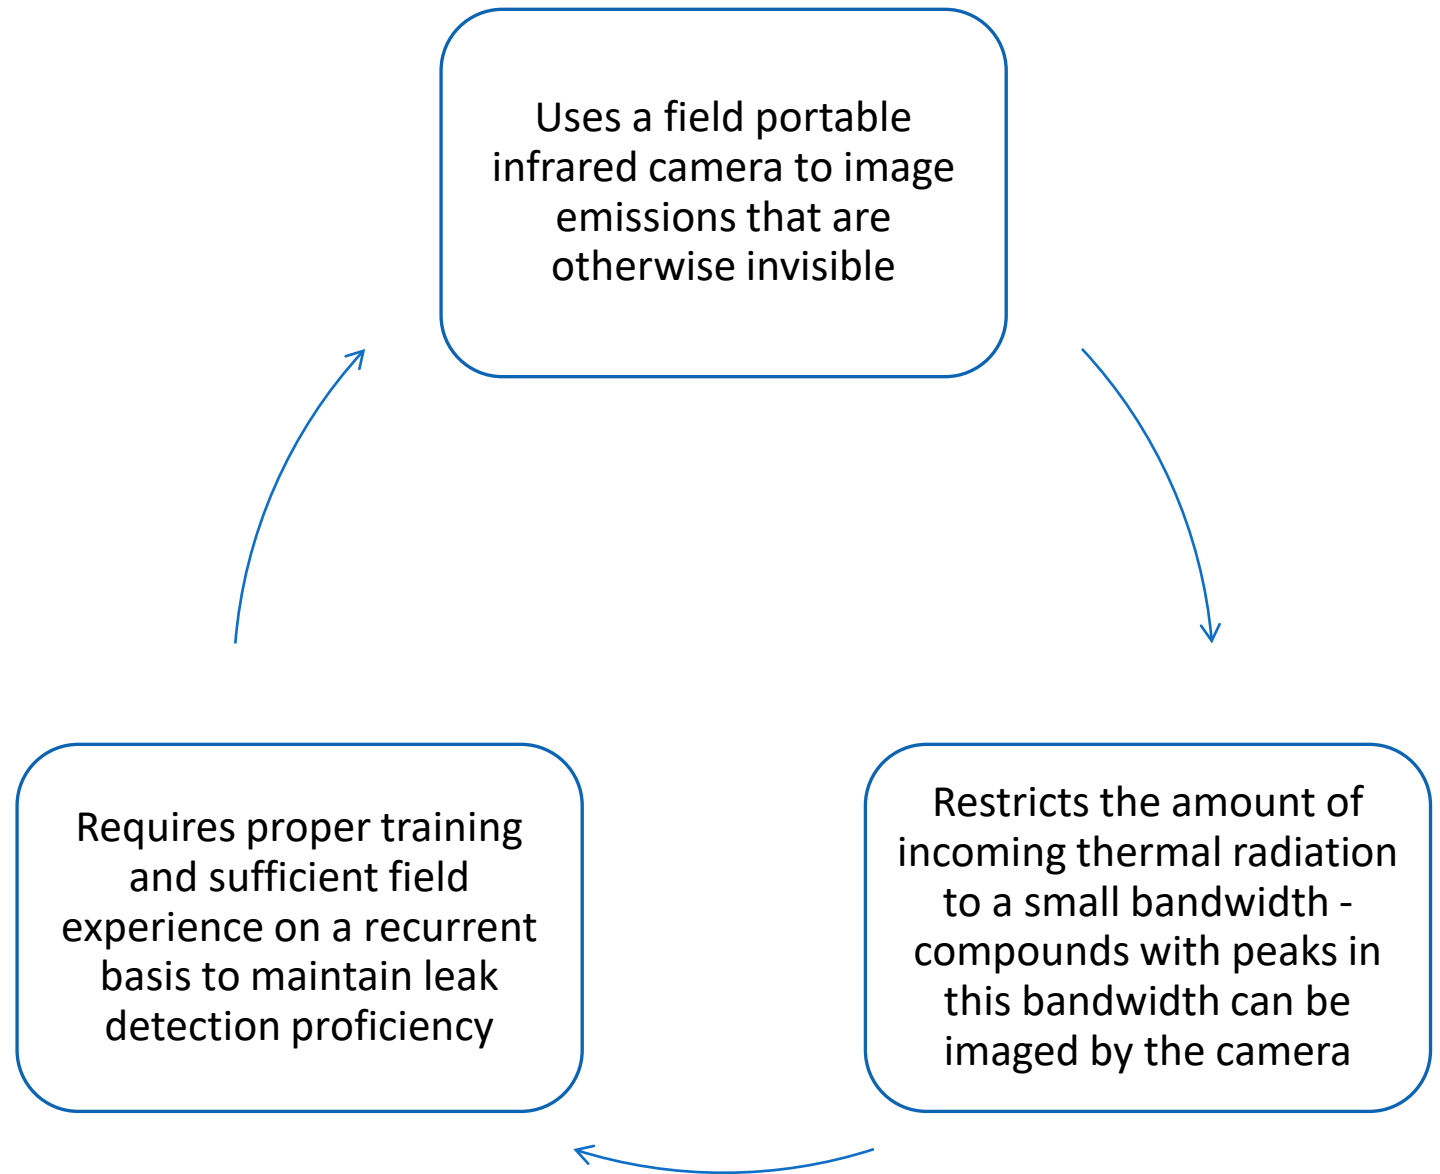 Uses a field portable
infrared camera to image
emissions that are
otherwise invisible
Restricts the amount of
incoming thermal radiation
to a small bandwidth -
compounds with peaks in
this bandwidth can be
imaged by the camera
Requires proper training
and sufficient field
experience on a recurrent
basis to maintain leak
detection proficiency